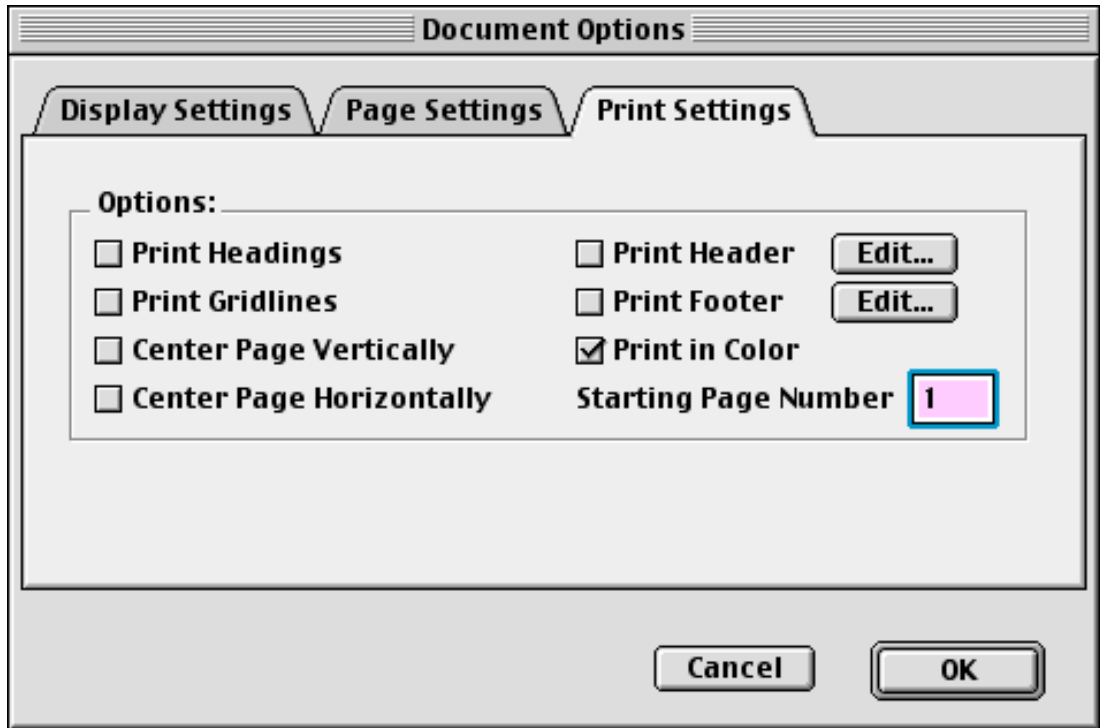 Document Options
Display Settings Page Settings Print Settings
Options:
Print Headings Print Header Edit...
Print Gridlines Print Footer Edit...
Center Page Vertically Print in Color
Center Page Horizontally Starting Page Number 1
Cancel OK